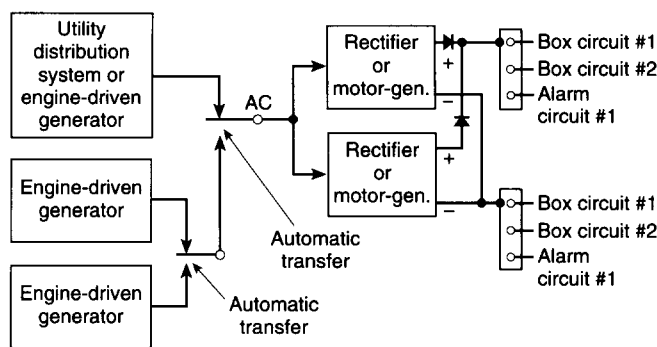 Utility
distribution
system or
engine-driven
generator
AC
Rectifier
or
motor-gen.
+
−
Box circuit #1
Box circuit #2
Alarm
circuit #1
Engine-driven
generator
Rectifier
or
motor-gen.
+
−
Box circuit #1
Box circuit #2
Alarm
circuit #1
Automatic
transfer
Engine-driven
generator
Automatic
transfer